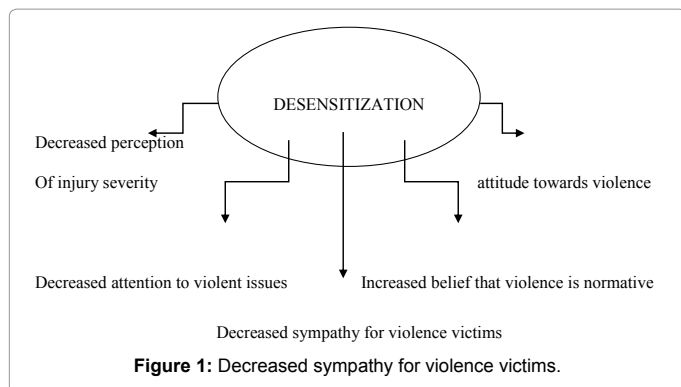 DESENSITIZATION
Decreased perception
Of injury severity
attitude towards violence
Decreased attention to violent issues
Increased belief that violence is normative
Decreased sympathy for violence victims
Figure 1: Decreased sympathy for violence victims.